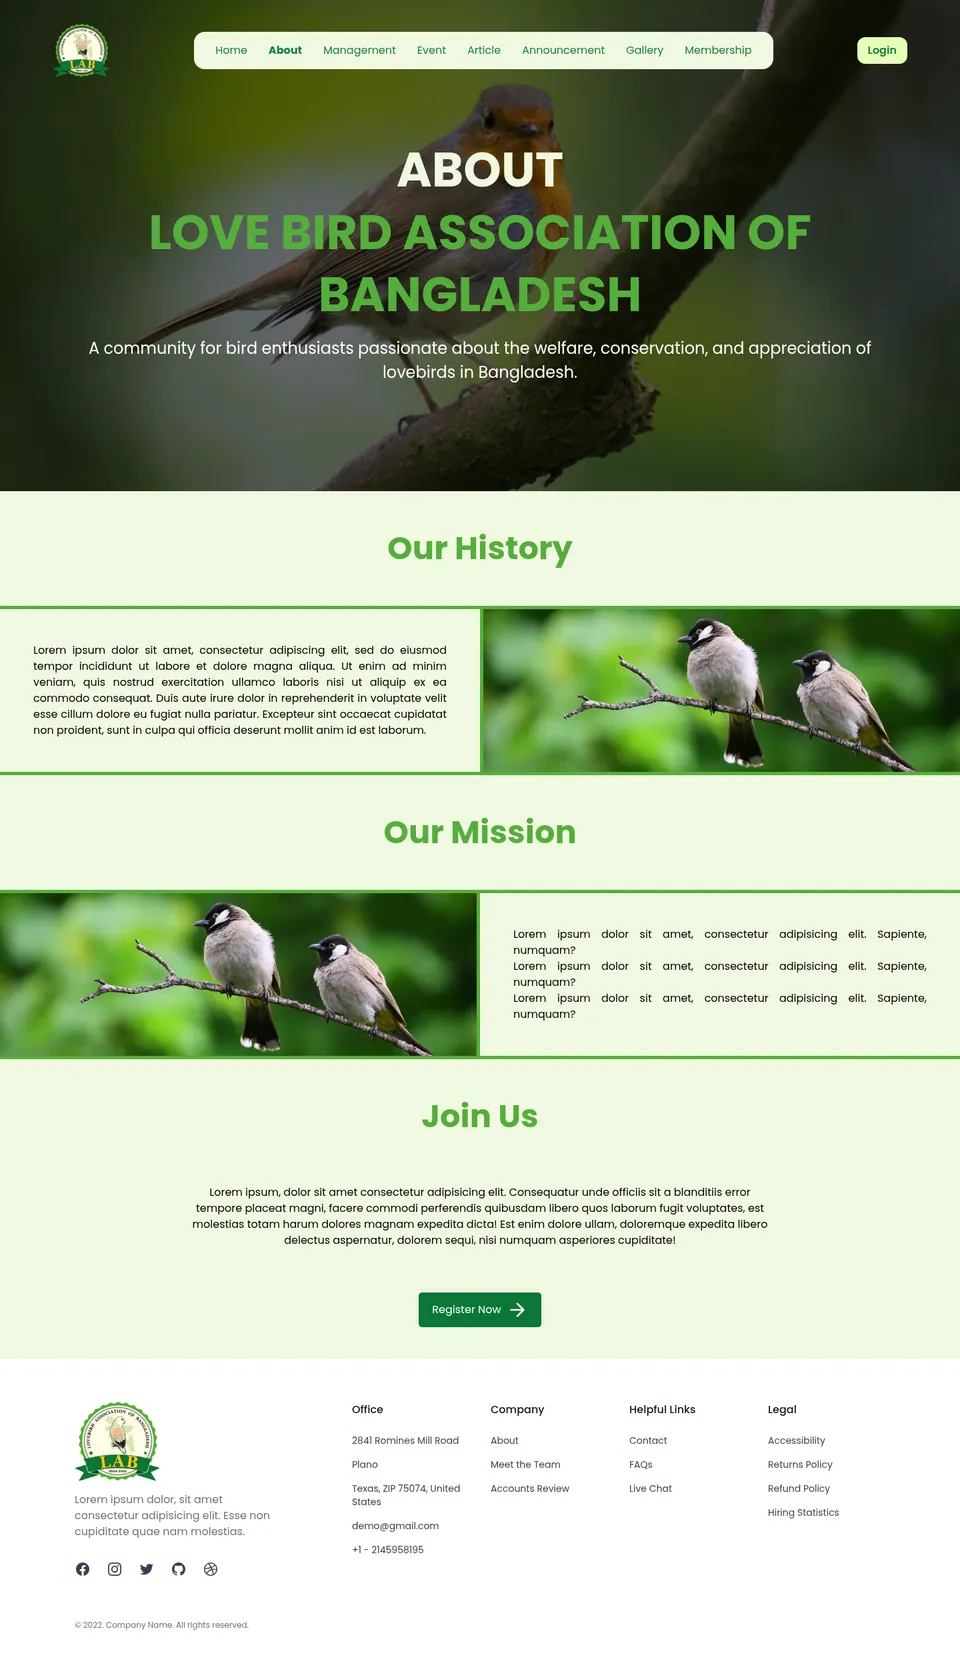 LAB
Home About Management Event Article Announcement Gallery Membership
Login
ABOUT
LOVE BIRD ASSOCIATION OF
BANGLADESH
A community for bird enthusiasts passionate about the welfare, conservation, and appreciation of
lovebirds in Bangladesh.
Our History
Lorem ipsum dolor sit amet, consectetur adipiscing elit, sed do eiusmod
tempor incididunt ut labore et dolore magna aliqua. Ut enim ad minim
veniam, quis nostrud exercitation ullamco laboris nisi ut aliquip ex ea
commodo consequat. Duis aute irure dolor in reprehenderit in voluptate velit
esse cillum dolore eu fugiat nulla pariatur. Excepteur sint occaecat cupidatat
non proident, sunt in culpa qui officia deserunt mollit anim id est laborum.
Our Mission
Lorem ipsum dolor sit amet, consectetur adipisicing elit. Sapiente,
numquam?
Lorem ipsum dolor sit amet, consectetur adipisicing elit. Sapiente,
numquam?
Lorem ipsum dolor sit amet, consectetur adipisicing elit. Sapiente,
numquam?
Join Us
Lorem ipsum, dolor sit amet consectetur adipisicing elit. Consequatur unde officiis sit a blanditiis error
tempore placeat magni, facere commodi perferendis quibusdam libero quos laborum fugit voluptates, est
molestias totam harum dolores magnam expedita dicta! Est enim dolore ullam, doloremque expedita libero
delectus aspernatur, dolorem sequi, nisi numquam asperiores cupiditate!
Register Now
LOVEBIRD ASSOCIATION OF BANGLADESH
LAB
Lorem ipsum dolor, sit amet
consectetur adipisicing elit. Esse non
cupiditate quae nam molestias.
Office
2841 Romines Mill Road
Plano
Texas, ZIP 75074, United
States
demo@gmail.com
+1 - 2145958195
Company
About
Meet the Team
Accounts Review
Helpful Links
Contact
FAQs
Live Chat
Legal
Accessibility
Returns Policy
Refund Policy
Hiring Statistics
© 2022. Company Name. All rights reserved.